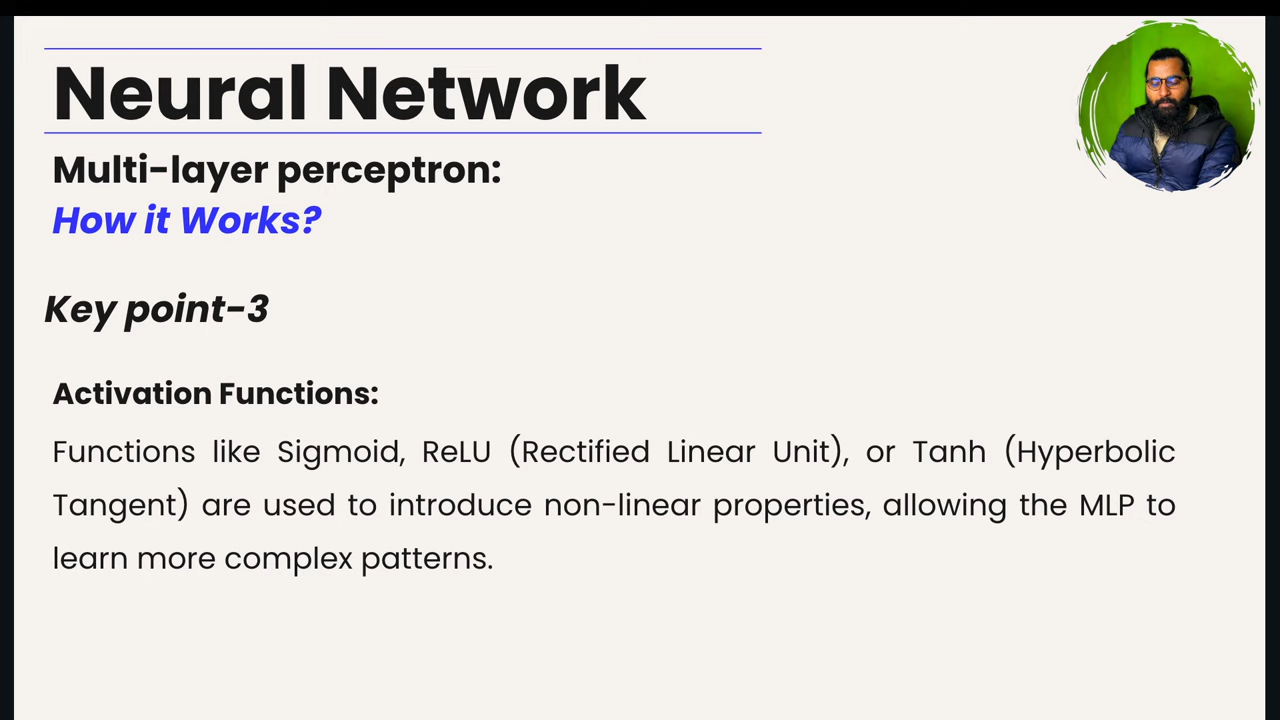 Neural Network
Multi-layer perceptron:
How it Works?
Key point-3
Activation Functions:
Functions like Sigmoid, ReLU (Rectified Linear Unit), or Tanh (Hyperbolic
Tangent) are used to introduce non-linear properties, allowing the MLP to
learn more complex patterns.